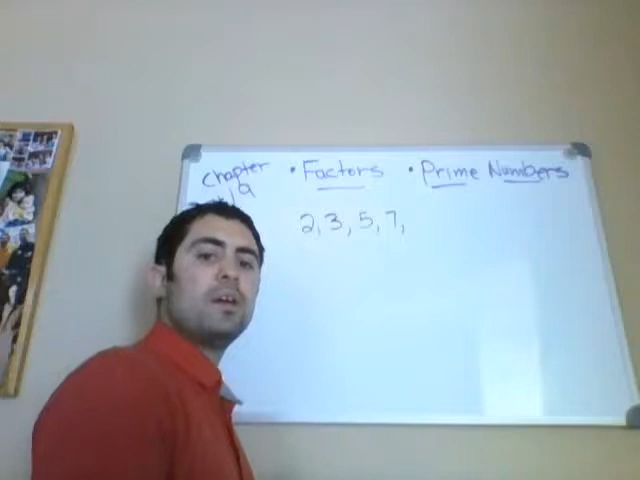 chapter • Factors • Prime Numbers
2, 3, 5, 7,